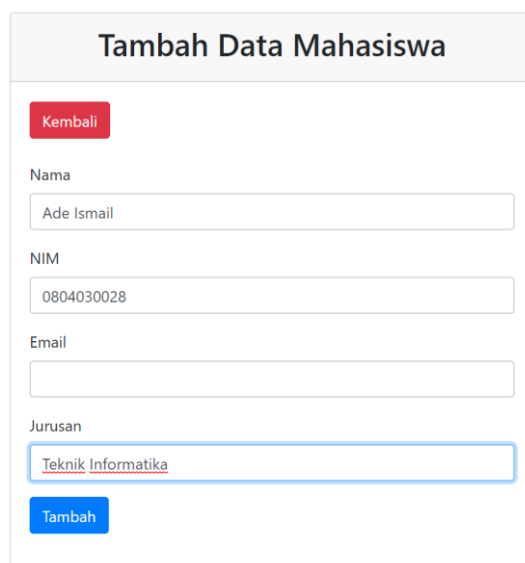 Tambah Data Mahasiswa
Kembali
Nama
Ade Ismail
NIM
0804030028
Email
Jurusan
Teknik Informatika
Tambah